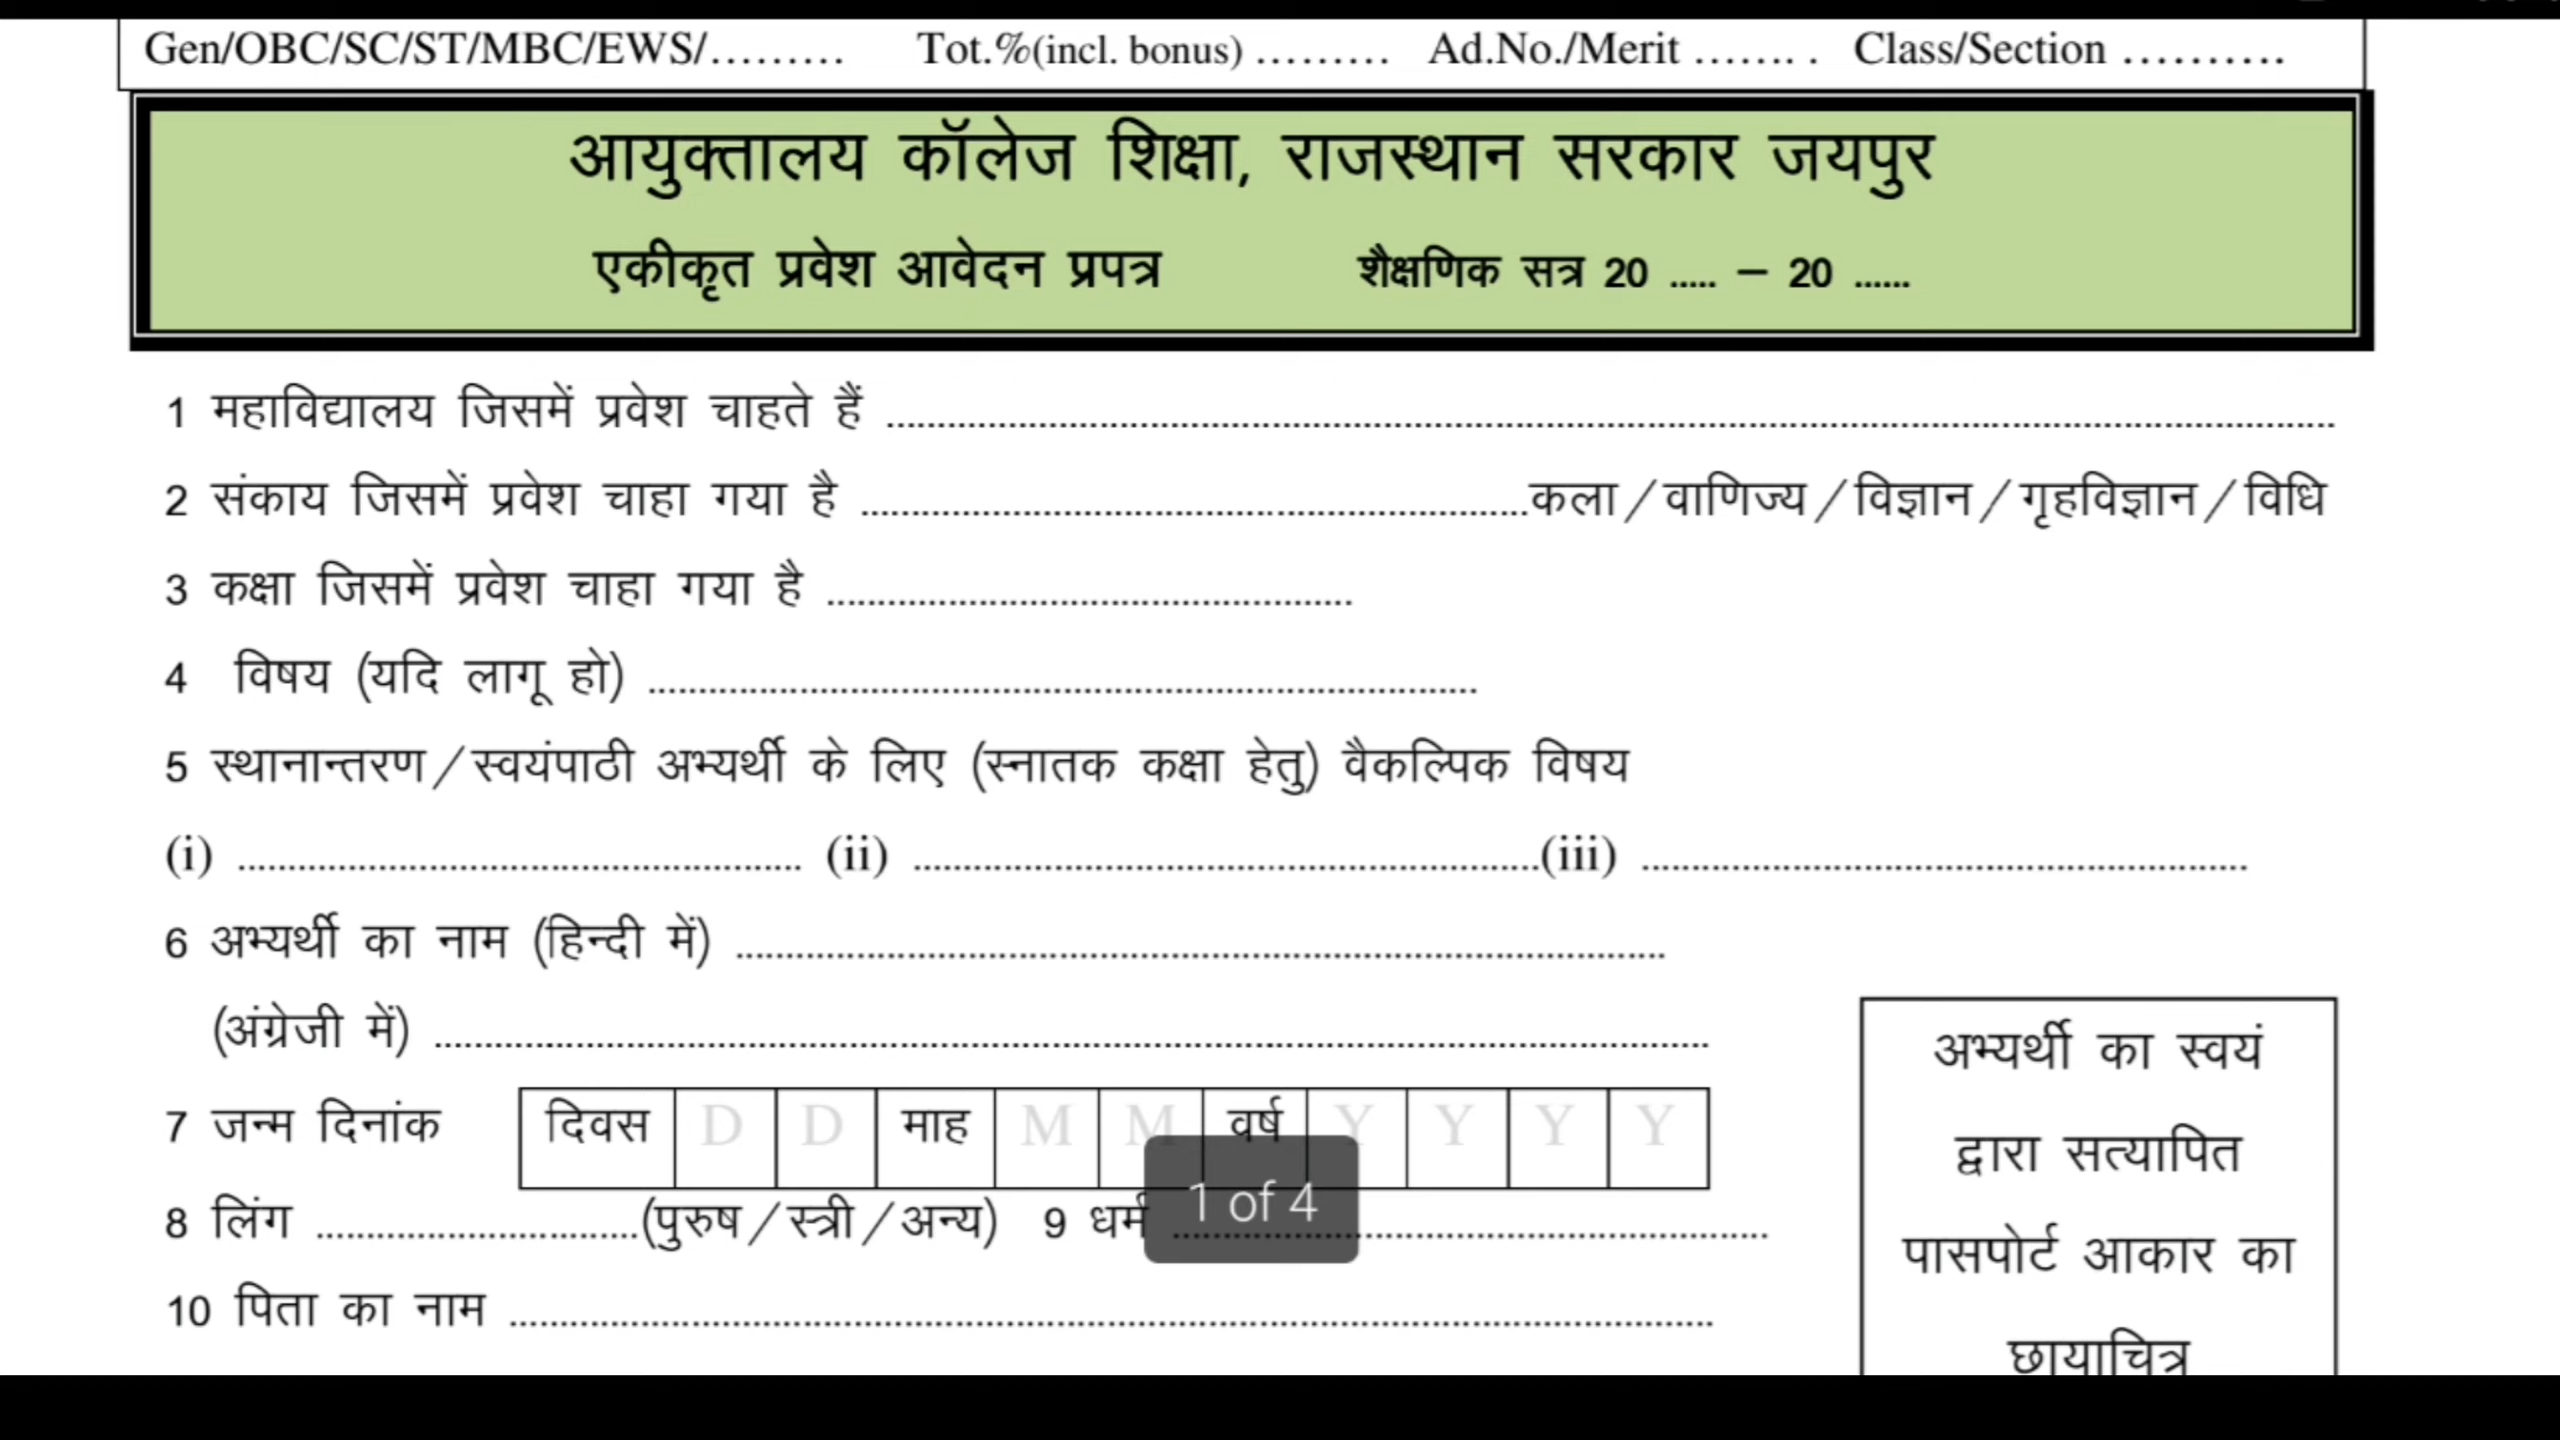 Gen/OBC/SC/ST/MBC/EWS/......... Tot.%(incl. bonus) ......... Ad.No./Merit ....... . Class/Section ..........
आयुक्तालय कॉलेज शिक्षा, राजस्थान सरकार जयपुर
एकीकृत प्रवेश आवेदन प्रपत्र शैक्षणिक सत्र 20 ..... – 20 ......
1 महाविद्यालय जिसमें प्रवेश चाहते हैं ..........
2 संकाय जिसमें प्रवेश चाहा गया है ..........कला/वाणिज्य/विज्ञान/गृहविज्ञान/विधि
3 कक्षा जिसमें प्रवेश चाहा गया है ..........
4 विषय (यदि लागू हो) ..........
5 स्थानान्तरण/स्वयंपाठी अभ्यर्थी के लिए (स्नातक कक्षा हेतु) वैकल्पिक विषय
(i) .......... (ii) ..........(iii) ..........
6 अभ्यर्थी का नाम (हिन्दी में) ..........
(अंग्रेजी में) ..........
7 जन्म दिनांक दिवस D D माह M M वर्ष Y Y Y Y
8 लिंग ..........(पुरुष/स्त्री/अन्य) 9 धर्म ..........
1 of 4
10 पिता का नाम ..........
अभ्यर्थी का स्वयं
द्वारा सत्यापित
पासपोर्ट आकार का
छायाचित्र